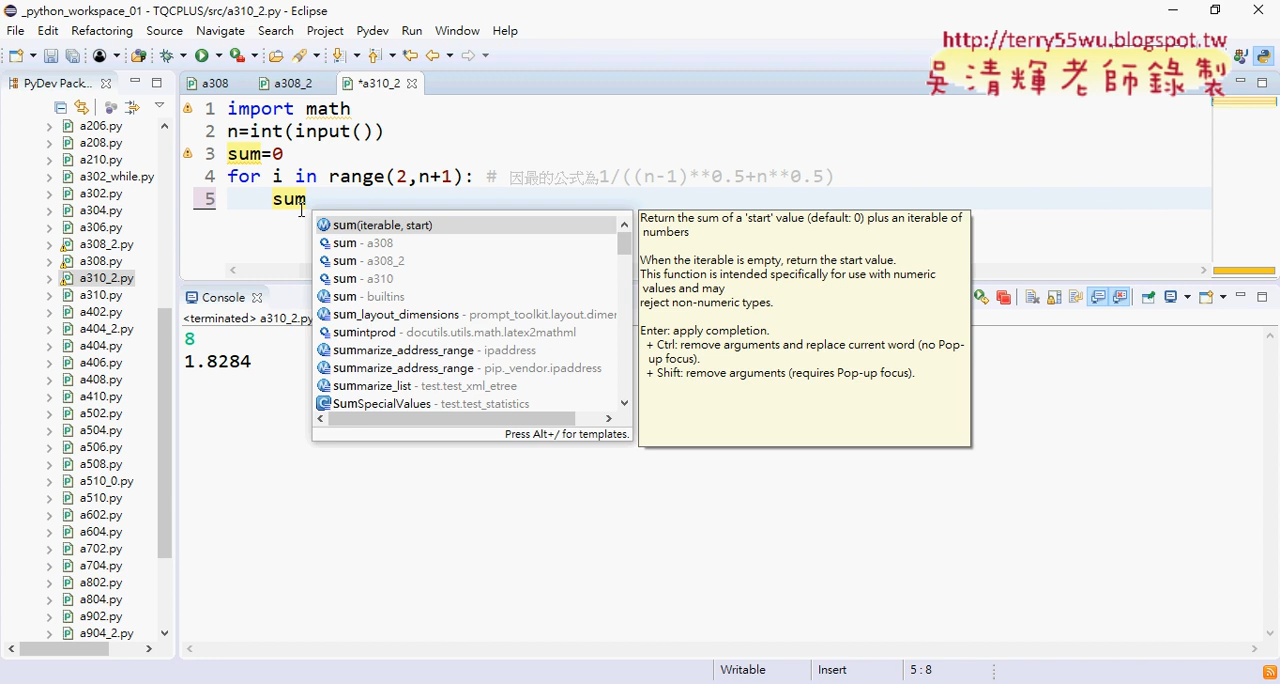 _python_workspace_01 - TQCPLUS/src/a310_2.py - Eclipse
File Edit Refactoring Source Navigate Search Project Pydev Run Window Help
http://terry55wu.blogspot.tw
吳清輝老師錄製
PyDev Pack...
a308 a308_2 *a310_2
a206.py
a208.py
a210.py
a302_while.py
a302.py
a304.py
a306.py
a308_2.py
a308.py
a310_2.py
a310.py
a402.py
a404_2.py
a404.py
a406.py
a408.py
a410.py
a502.py
a504.py
a506.py
a508.py
a510_0.py
a510.py
a602.py
a604.py
a702.py
a704.py
a802.py
a804.py
a902.py
a904_2.py
1 import math
2 n=int(input())
3 sum=0
4 for i in range(2,n+1): # 因最的公式為1/((n-1)**0.5+n**0.5)
5 sum
sum(iterable, start)
sum - a308
sum - a308_2
sum - a310
sum - builtins
sum_layout_dimensions - prompt_toolkit.layout.dimer
sumintprod - docutils.utils.math.latex2mathml
summarize_address_range - ipaddress
summarize_address_range - pip._vendor.ipaddress
summarize_list - test.test_xml_etree
SumSpecialValues - test.test_statistics
Press Alt+/ for templates.
Return the sum of a 'start' value (default: 0) plus an iterable of
numbers
When the iterable is empty, return the start value.
This function is intended specifically for use with numeric
values and may
reject non-numeric types.
Enter: apply completion.
+ Ctrl: remove arguments and replace current word (no Pop-
up focus).
+ Shift: remove arguments (requires Pop-up focus).
Console
<terminated> a310_2.py
8
1.8284
Writable Insert 5 : 8